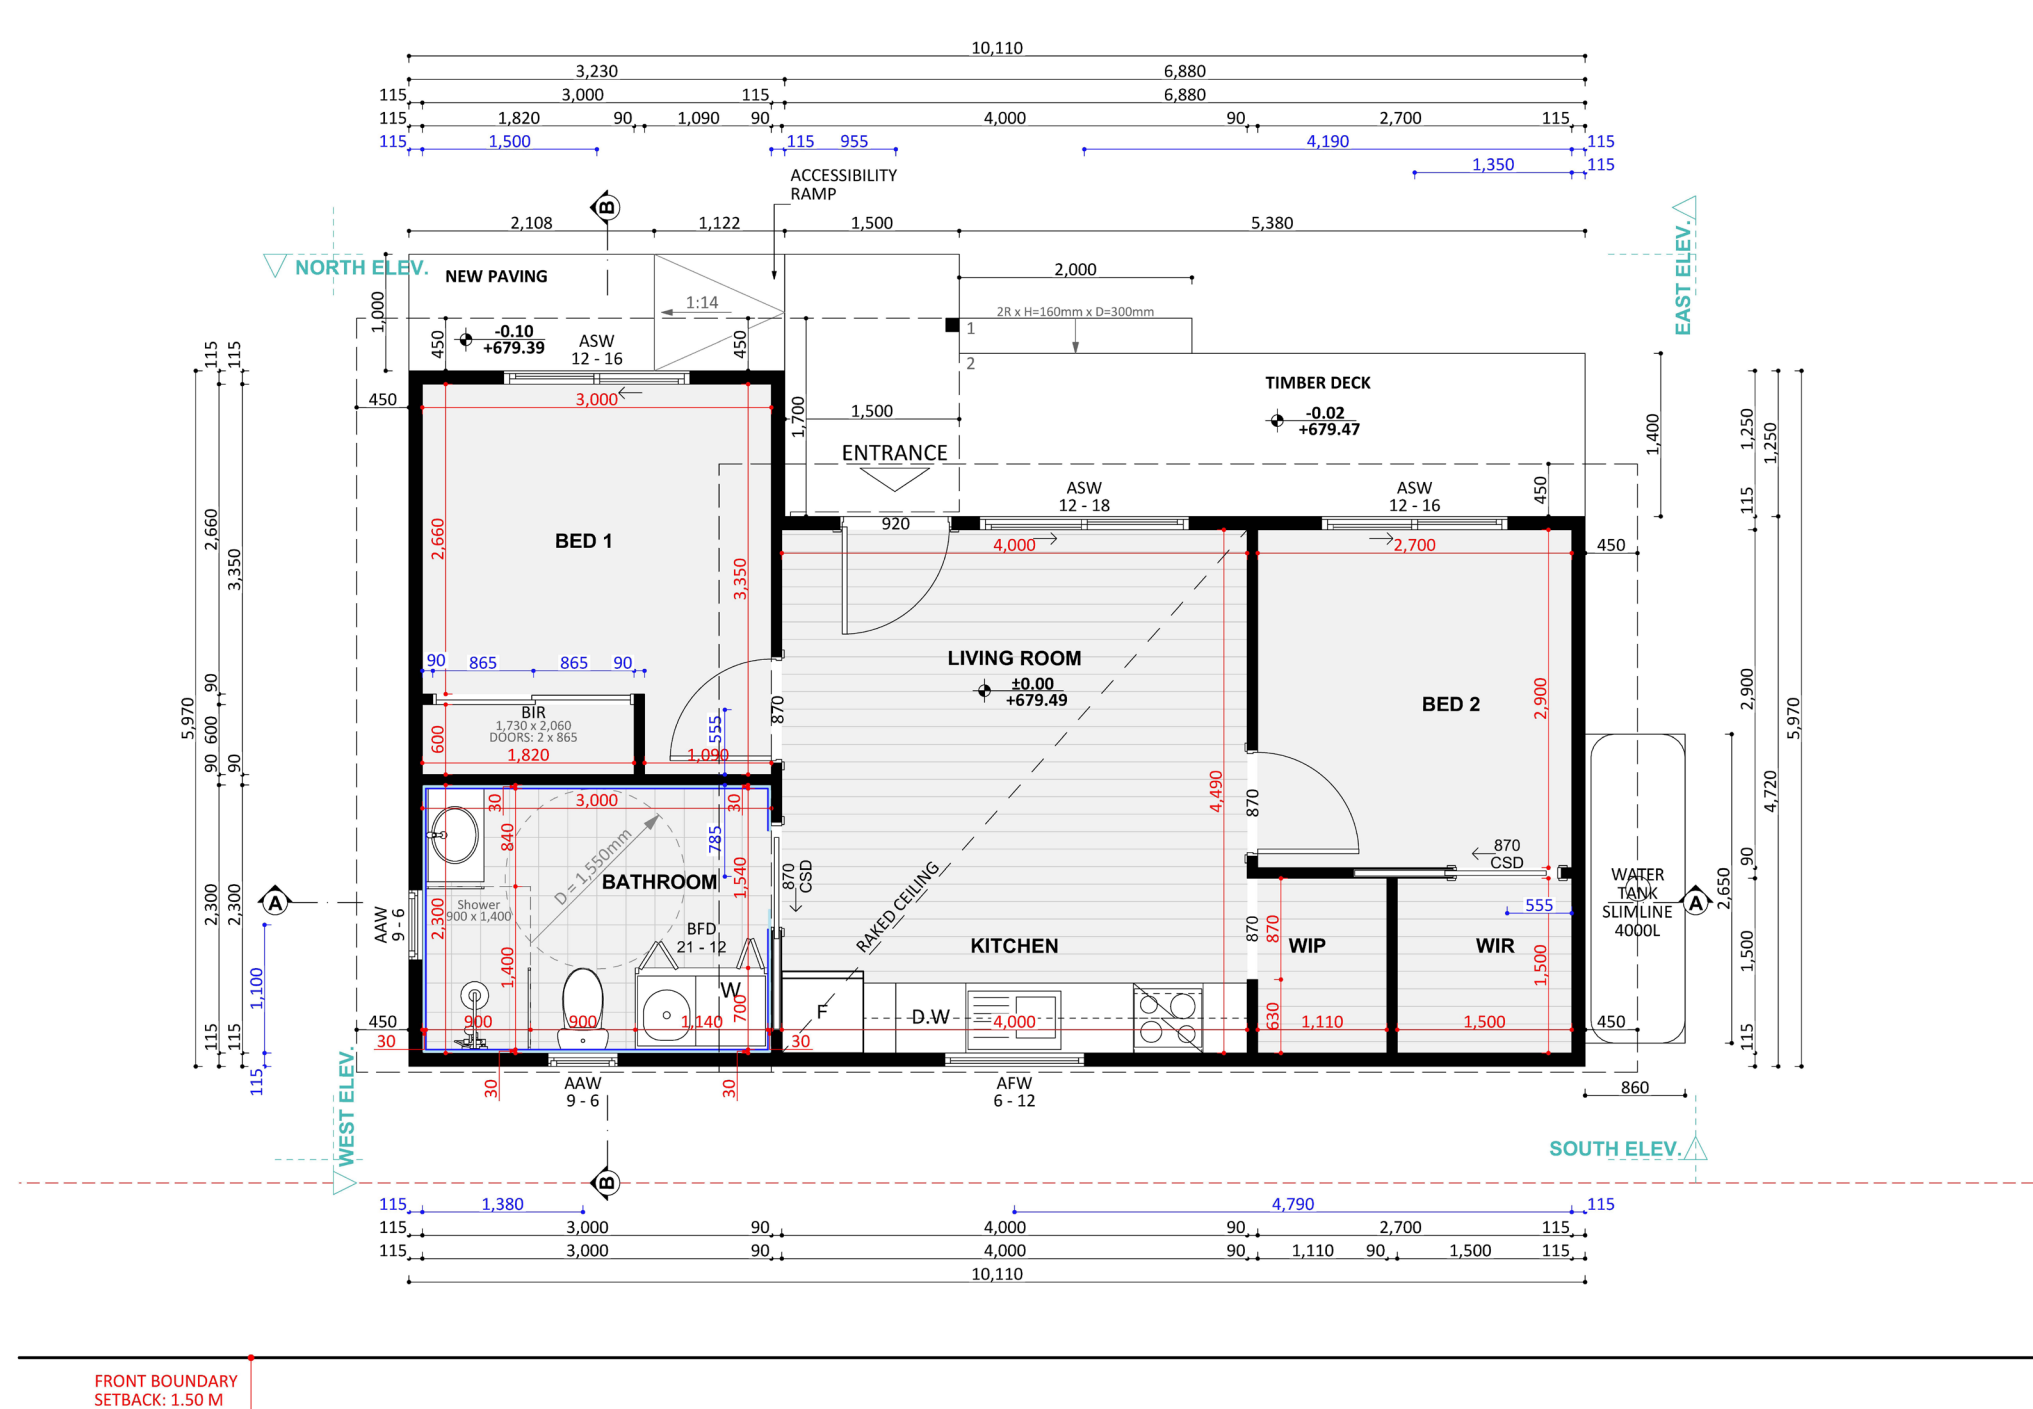 10,110
3,230 6,880
115 3,000 115 6,880
115 1,820 90 1,090 90 4,000 90 2,700 115
115 1,500 115 955 4,190 115
1,350 115
ACCESSIBILITY
RAMP
B
2,108 1,122 1,500 5,380
NORTH ELEV.
EAST ELEV.
NEW PAVING
2,000
1,000
1:14
2R x H=160mm x D=300mm
-0.10
+679.39
450
ASW
12 - 16
450
1
2
115 115
450
3,000
1,700
1,500
TIMBER DECK
-0.02
+679.47
1,400
1,250 1,250
ENTRANCE
ASW
12 - 18
ASW
12 - 16
450
115
920
4,000
2,700
450
2,660 3,350
2,660
BED 1
3,350
LIVING ROOM
±0.00
+679.49
BED 2
2,900
2,900
90 865 865 90
90
BIR
1,730 x 2,060
DOORS: 2 x 865
1,820
600
600
555
1,090
870
5,970
5,970
4,720
90 90
4,490
870
30 3,000 30
840
785
D = 1,550mm
BATHROOM
1,540
870
CSD
RAKED CEILING
870
CSD
90
WATER
TANK
SLIMLINE
4000L
2,650
A
A
Shower
900 x 1,400
2,300 2,300
AAW
9 - 6
2,300
BFD
21 - 12
KITCHEN
870
870
WIP
WIR
555
1,500
1,500
1,100
1,400
W
700
F
D.W
450
900 900 1,140
4,000
630
1,110
1,500
450
115 115
115
30
30
115
30
30
AAW
9 - 6
AFW
6 - 12
860
WEST ELEV.
SOUTH ELEV.
B
115 1,380 4,790 115
115 3,000 90 4,000 90 2,700 115
115 3,000 90 4,000 90 1,110 90 1,500 115
10,110
FRONT BOUNDARY
SETBACK: 1.50 M